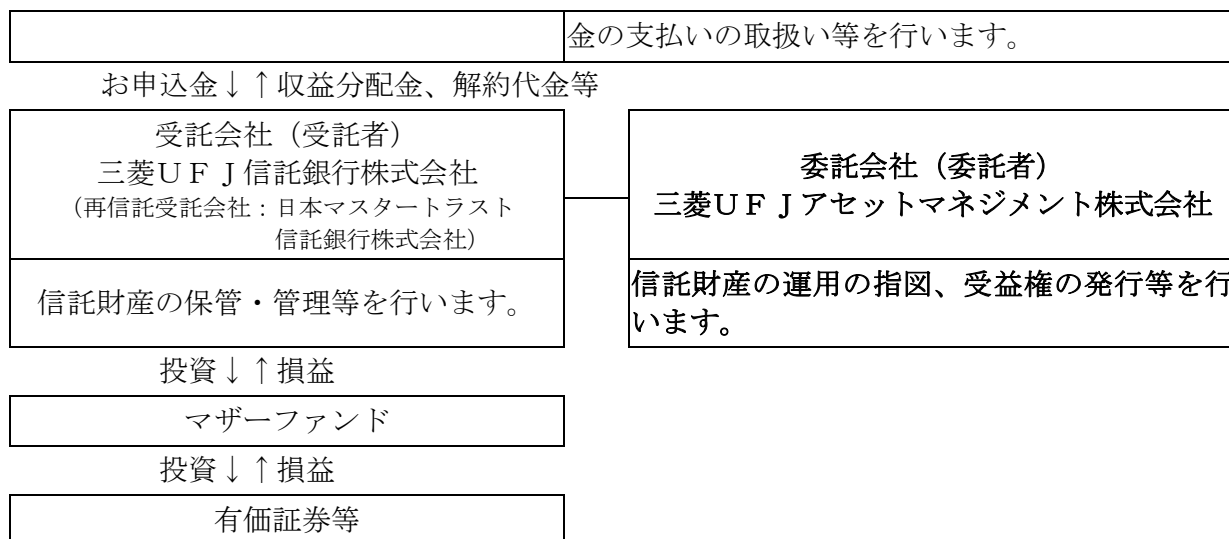 金の支払いの取扱い等を行います。
お申込金↓↑収益分配金、解約代金等
受託会社（受託者）
三菱ＵＦＪ信託銀行株式会社
（再信託受託会社：日本マスタートラスト
信託銀行株式会社）
信託財産の保管・管理等を行います。
委託会社（委託者）
三菱ＵＦＪアセットマネジメント株式会社
信託財産の運用の指図、受益権の発行等を行
います。
投資↓↑損益
マザーファンド
投資↓↑損益
有価証券等